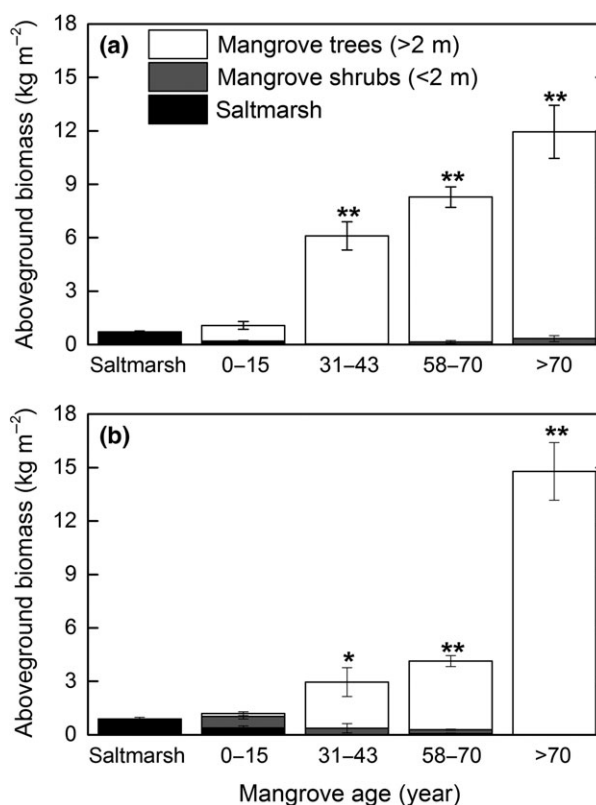 (a)
Mangrove trees (>2 m)
Mangrove shrubs (<2 m)
Saltmarsh
Aboveground biomass (kg m⁻²)
18
15
12
9
6
3
0
**
**
**
Saltmarsh 0–15 31–43 58–70 >70
(b)
Aboveground biomass (kg m⁻²)
18
15
12
9
6
3
0
*
**
**
Saltmarsh 0–15 31–43 58–70 >70
Mangrove age (year)